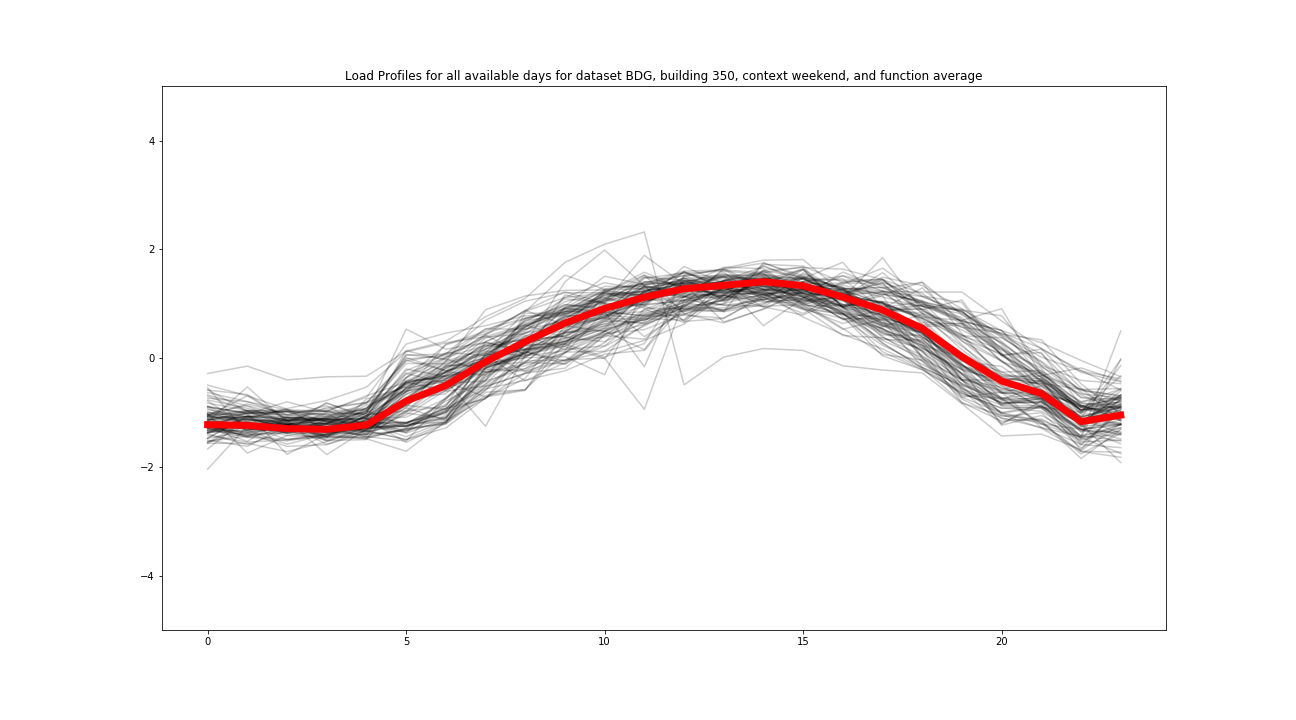 Load Profiles for all available days for dataset BDG, building 350, context weekend, and function average
4
2
0
−2
−4
0 5 10 15 20